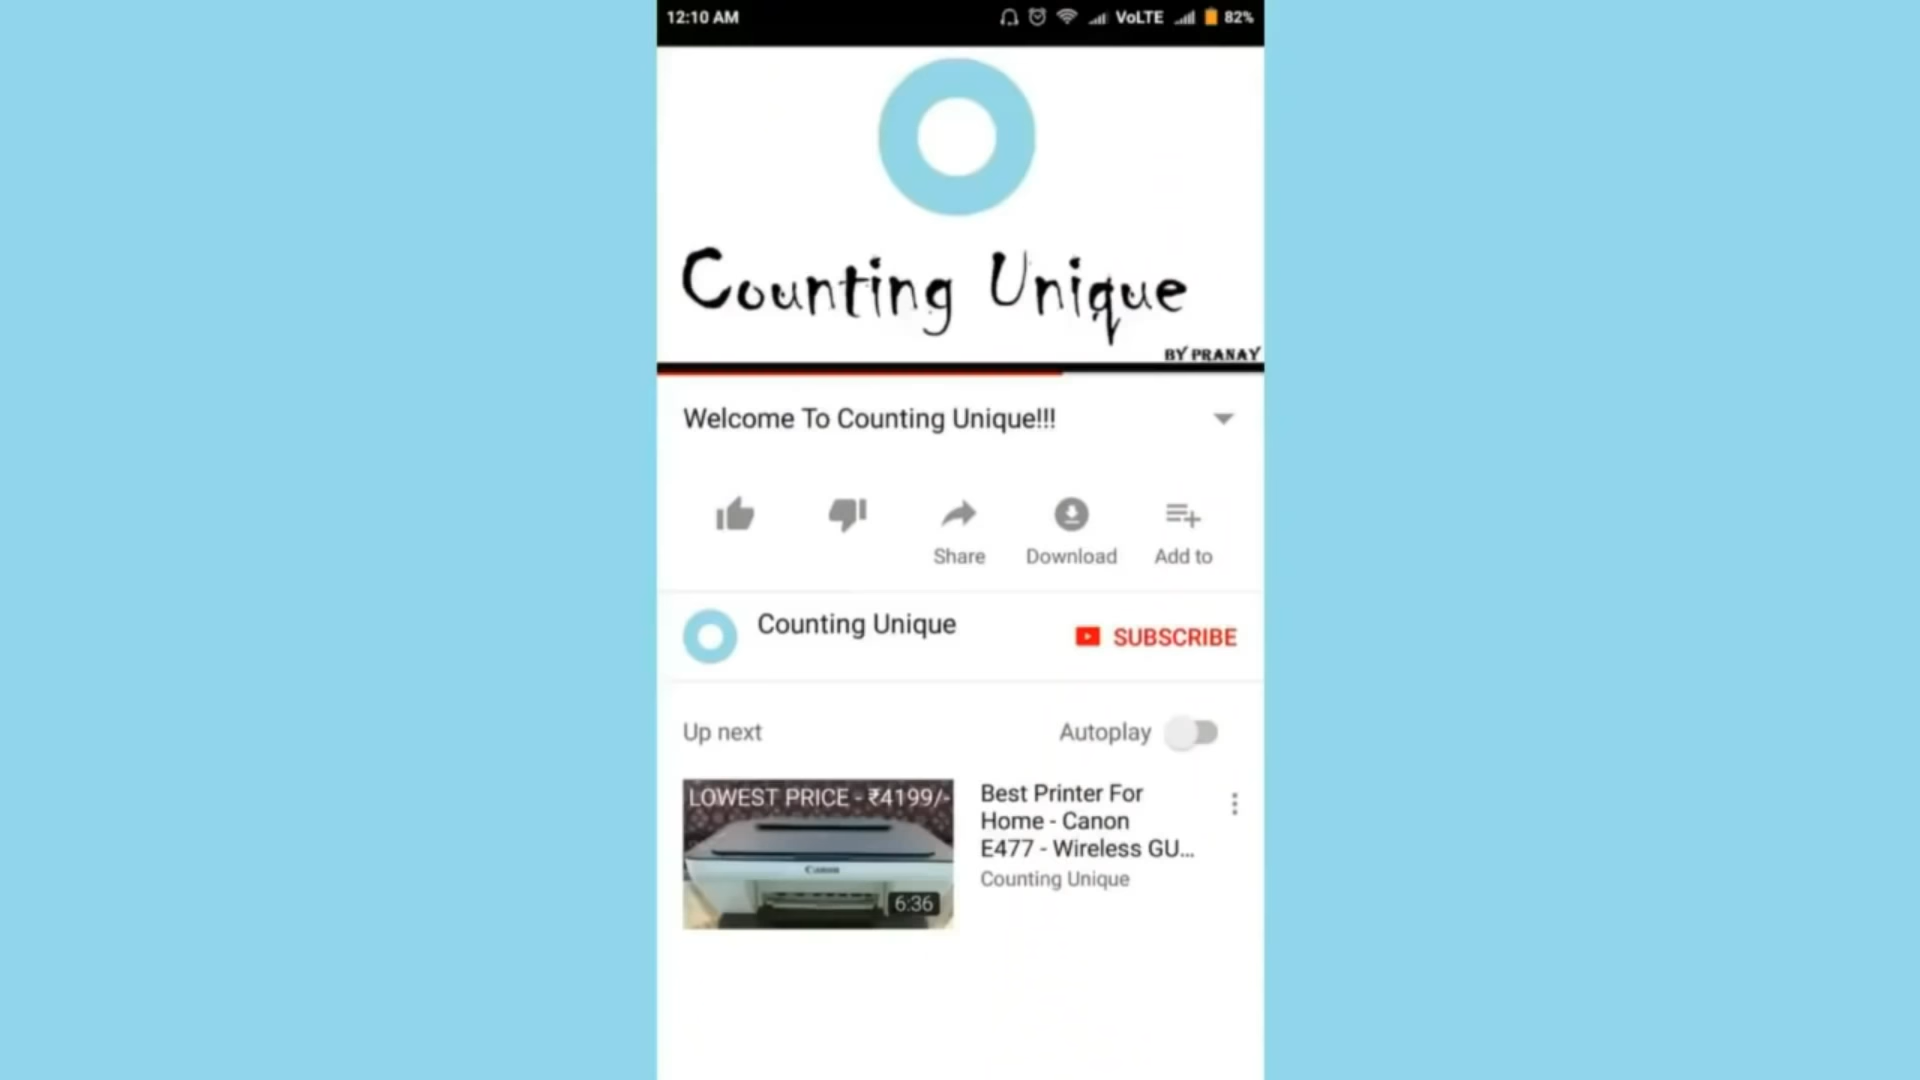 12:10 AM VoLTE 82%
Counting Unique
BY PRANAY
Welcome To Counting Unique!!!
Share Download Add to
Counting Unique SUBSCRIBE
Up next Autoplay
LOWEST PRICE - ₹4199/-
Canon
6:36
Best Printer For
Home - Canon
E477 - Wireless GU...
Counting Unique